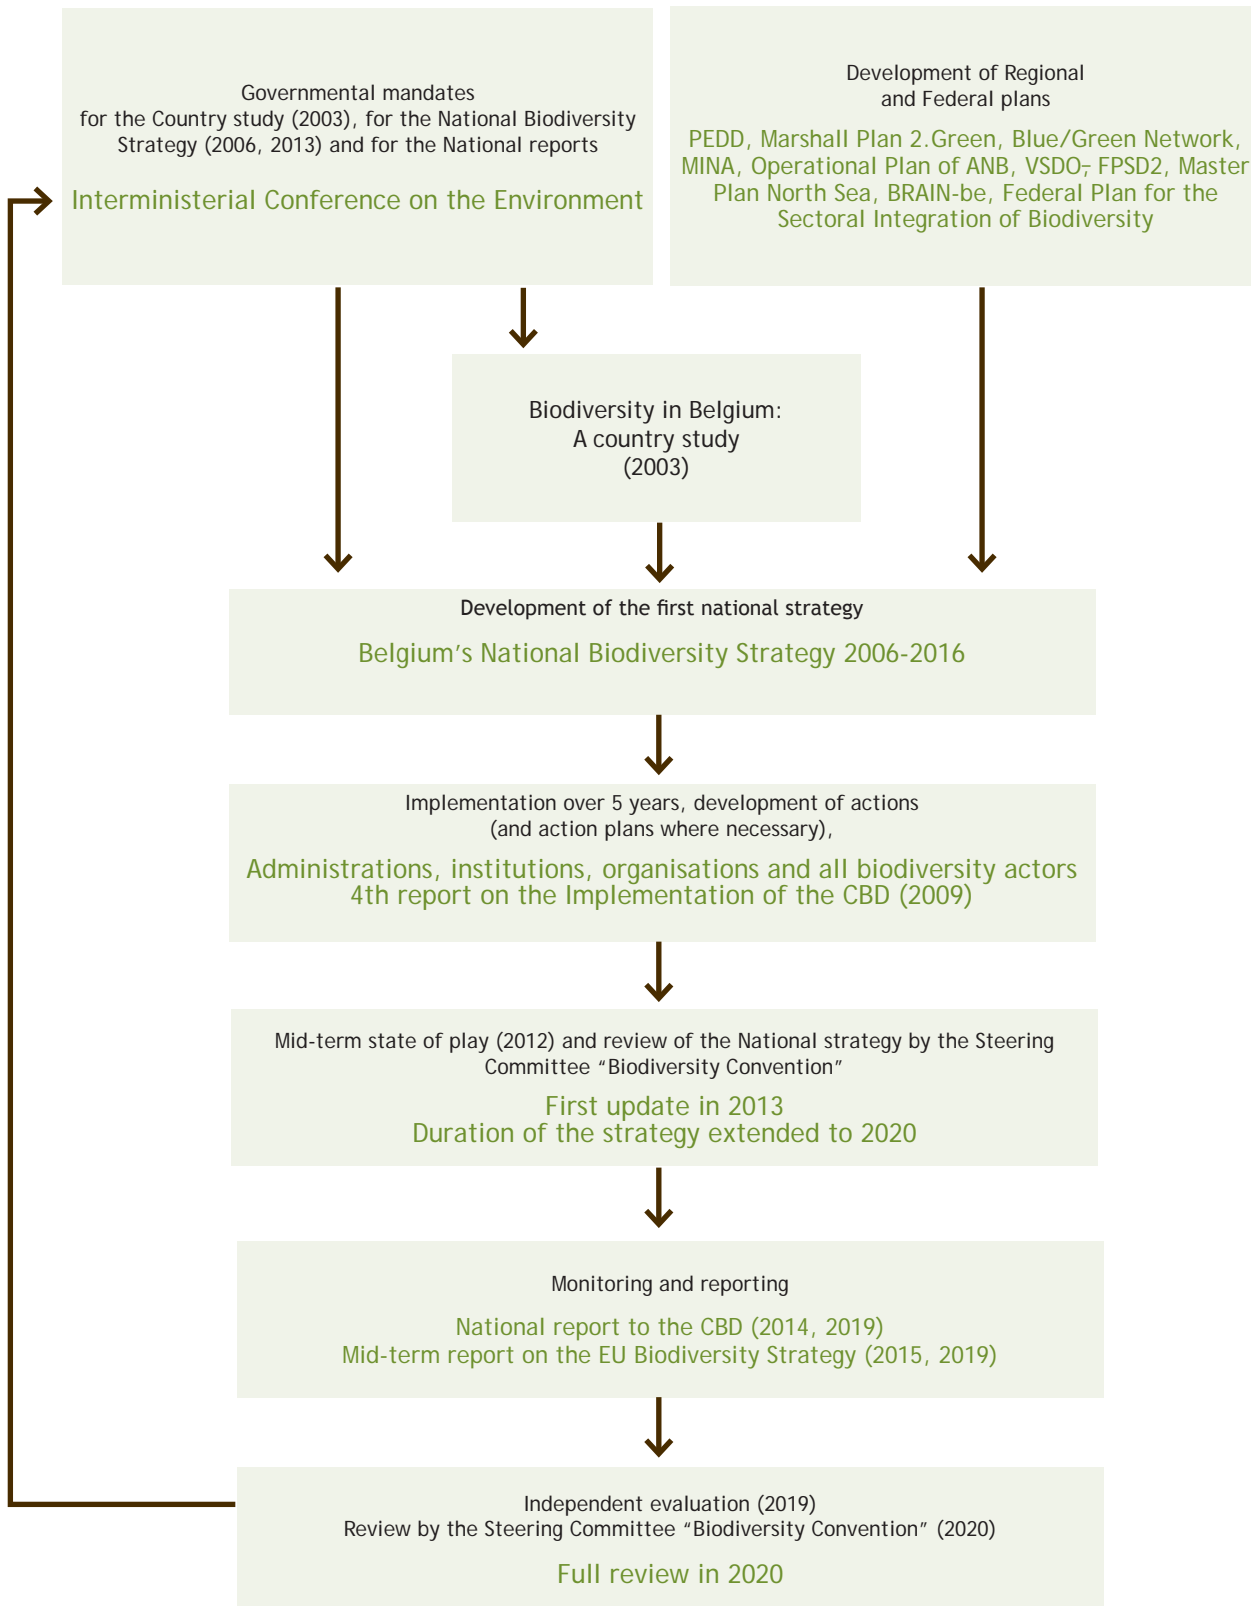 Governmental mandates
for the Country study (2003), for the National Biodiversity
Strategy (2006, 2013) and for the National reports
Interministerial Conference on the Environment
Development of Regional
and Federal plans
PEDD, Marshall Plan 2.Green, Blue/Green Network,
MINA, Operational Plan of ANB, VSDO–, FPSD2, Master
Plan North Sea, BRAIN-be, Federal Plan for the
Sectoral Integration of Biodiversity
Biodiversity in Belgium:
A country study
(2003)
Development of the first national strategy
Belgium's National Biodiversity Strategy 2006-2016
Implementation over 5 years, development of actions
(and action plans where necessary),
Administrations, institutions, organisations and all biodiversity actors
4th report on the Implementation of the CBD (2009)
Mid-term state of play (2012) and review of the National strategy by the Steering
Committee “Biodiversity Convention”
First update in 2013
Duration of the strategy extended to 2020
Monitoring and reporting
National report to the CBD (2014, 2019)
Mid-term report on the EU Biodiversity Strategy (2015, 2019)
Independent evaluation (2019)
Review by the Steering Committee “Biodiversity Convention” (2020)
Full review in 2020